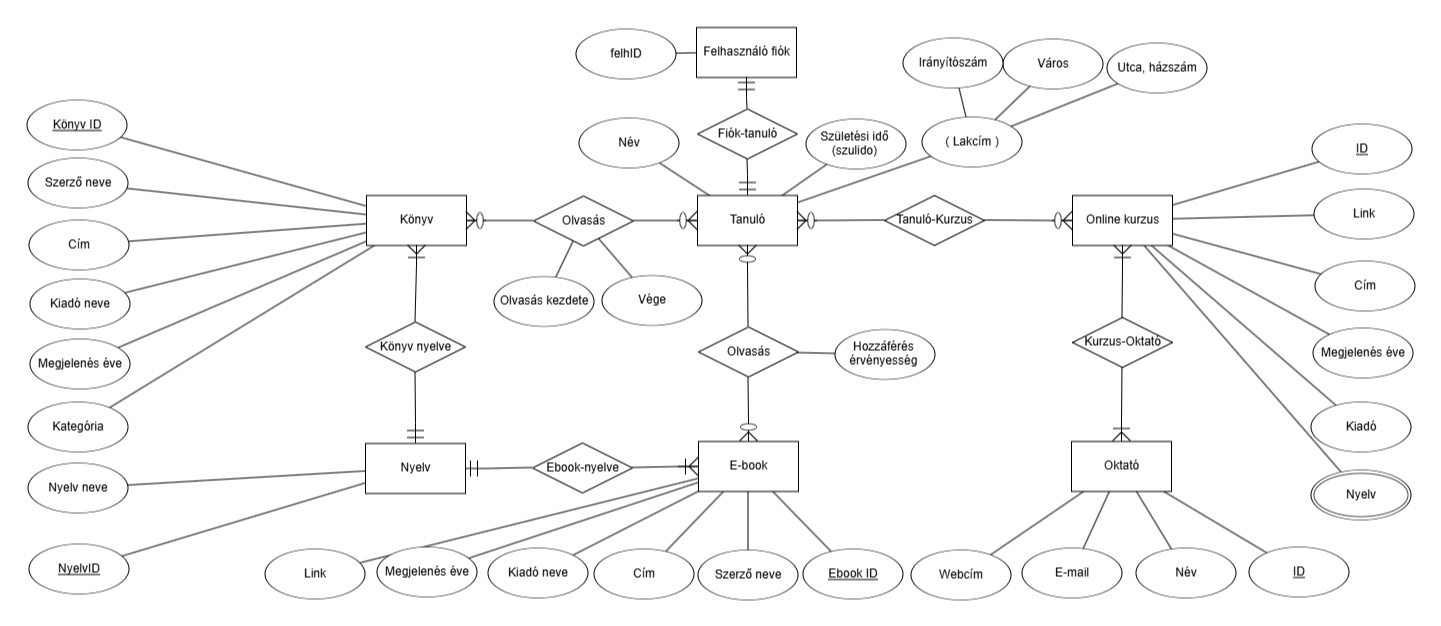 felhID
Felhasználó fiók
Irányítószám
Város
Utca, házszám
Könyv ID
Név
Fiók-tanuló
Születési idő
(szulido)
( Lakcím )
ID
Szerző neve
Könyv
Olvasás
Tanuló
Tanuló-Kurzus
Online kurzus
Link
Cím
Olvasás kezdete
Vége
Cím
Kiadó neve
Könyv nyelve
Olvasás
Hozzáférés
érvényesség
Kurzus-Oktató
Megjelenés éve
Megjelenés éve
Kategória
Kiadó
Nyelv
Ebook-nyelve
E-book
Oktató
Nyelv neve
Nyelv
NyelvID
Link
Megjelenés éve
Kiadó neve
Cím
Szerző neve
Ebook ID
Webcím
E-mail
Név
ID